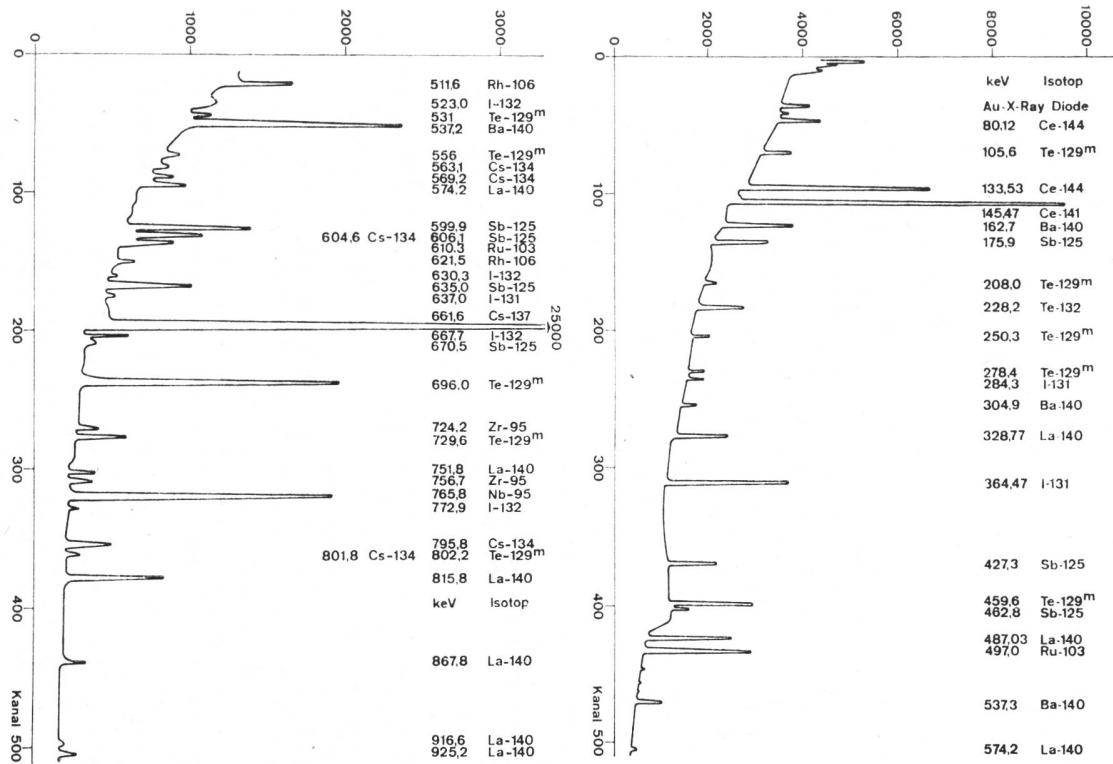 0 1000 2000 3000
0
511,6 Rh-106
523,0 I-132
531 Te-129m
537,2 Ba-140
556 Te-129m
563,1 Cs-134
569,2 Cs-134
574,2 La-140
100
599,9 Sb-125
604,6 Cs-134 606,1 Sb-125
610.3 Ru-103
621,5 Rh-106
630,3 I-132
635,0 Sb-125
637,0 I-131
661,6 Cs-137
25000
200
667,7 I-132
670,5 Sb-125
696,0 Te-129m
724,2 Zr-95
729,6 Te-129m
300
751,8 La-140
756,7 Zr-95
765,8 Nb-95
772,9 I-132
795,8 Cs-134
801,8 Cs-134 802,2 Te-129m
815,8 La-140
keV Isotop
400
867,8 La-140
916,6 La-140
925,2 La-140
Kanal 500
0 2000 4000 6000 8000 10000
0
keV Isotop
Au-X-Ray Diode
80,12 Ce-144
105,6 Te-129m
133,53 Ce-144
100
145,47 Ce-141
162,7 Ba-140
175,9 Sb-125
208,0 Te-129m
228,2 Te-132
200
250,3 Te-129m
278,4 Te-129m
284,3 I-131
304,9 Ba-140
328,77 La-140
300
364,47 I-131
427,3 Sb-125
400
459,6 Te-129m
462,8 Sb-125
487,03 La-140
497,0 Ru-103
537,3 Ba-140
574,2 La-140
Kanal 500